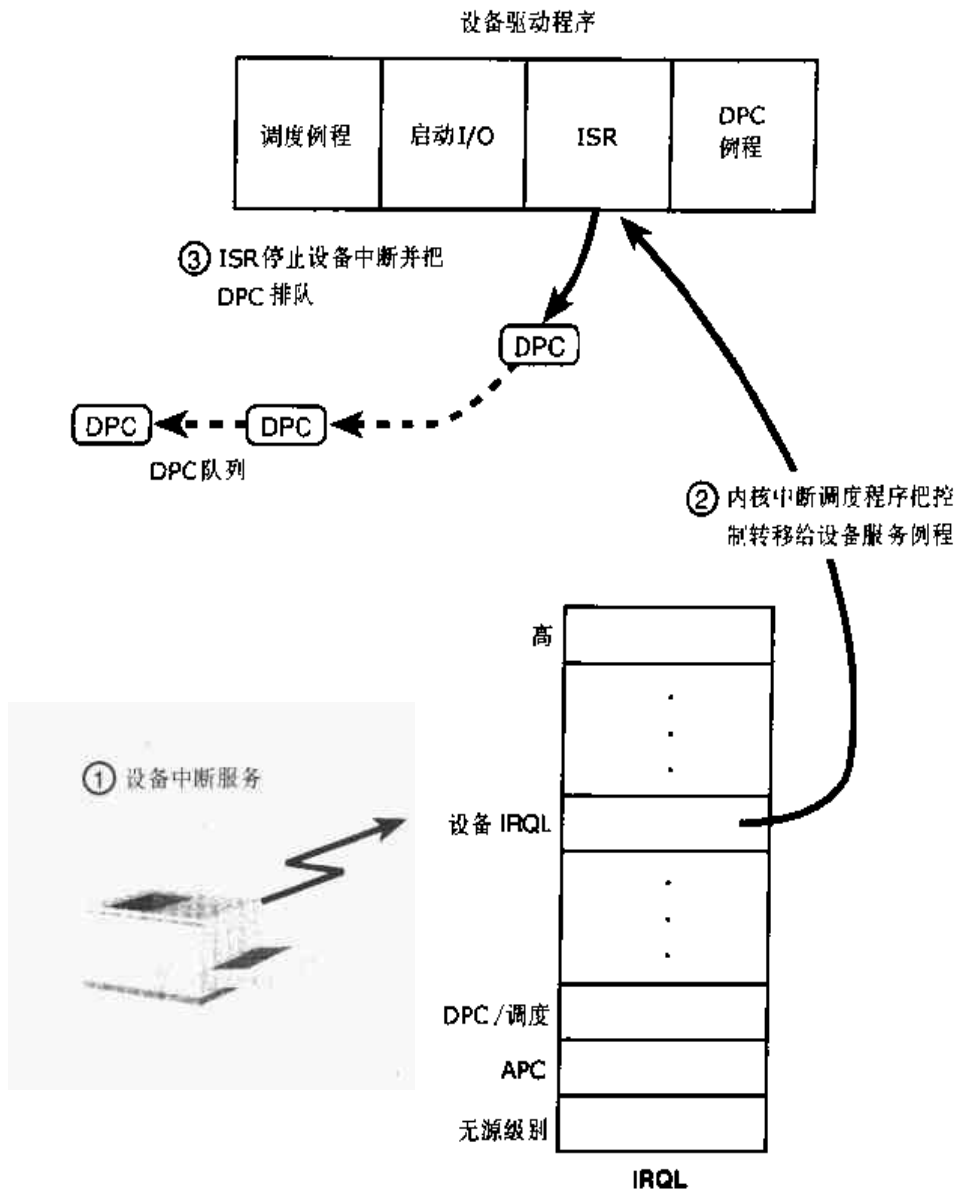 设备驱动程序
调度例程
启动I/O
ISR
DPC
例程
③ ISR停止设备中断并把
DPC 排队
DPC
DPC
DPC
DPC队列
② 内核中断调度程序把控
制转移给设备服务例程
高
① 设备中断服务
设备 IRQL
DPC/调度
APC
无源级别
IRQL